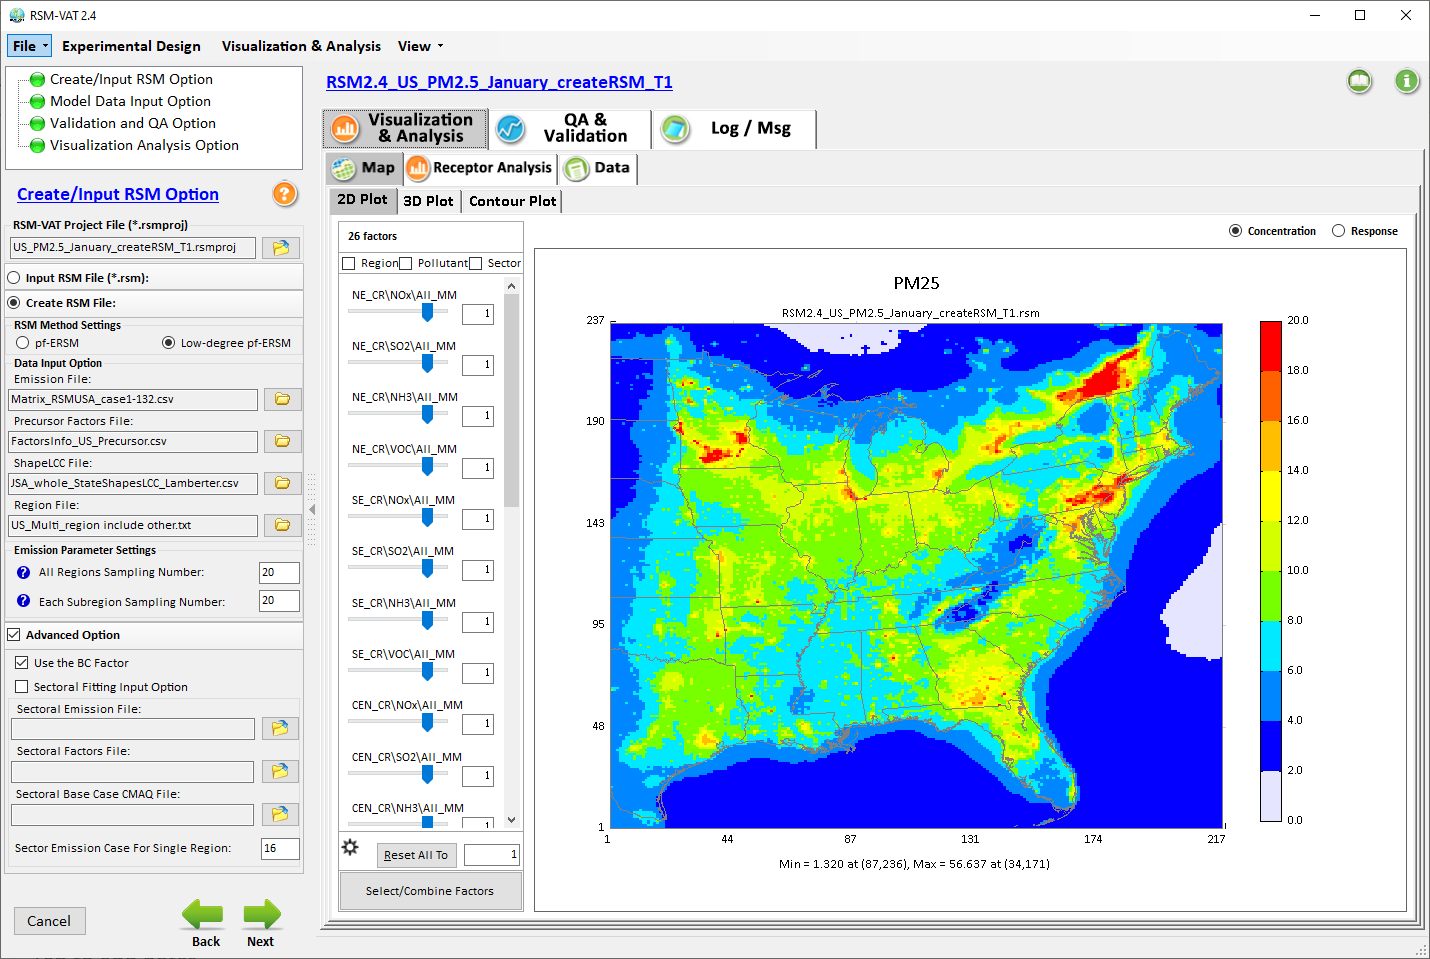 RSM-VAT 2.4
File
Experimental Design
Visualization & Analysis
View
Create/Input RSM Option
Model Data Input Option
Validation and QA Option
Visualization Analysis Option
Create/Input RSM Option
RSM-VAT Project File (*.rsmproj)
US_PM2.5_January_createRSM_T1.rsmproj
Input RSM File (*.rsm):
Create RSM File:
RSM Method Settings
pf-ERSM
Low-degree pf-ERSM
Data Input Option
Emission File:
Matrix_RSMUSA_case1-132.csv
Precursor Factors File:
FactorsInfo_US_Precursor.csv
ShapeLCC File:
JSA_whole_StateShapesLCC_Lamberter.csv
Region File:
US_Multi_region include other.txt
Emission Parameter Settings
All Regions Sampling Number:
20
Each Subregion Sampling Number:
20
Advanced Option
Use the BC Factor
Sectoral Fitting Input Option
Sectoral Emission File:
Sectoral Factors File:
Sectoral Base Case CMAQ File:
Sector Emission Case For Single Region:
16
Cancel
Back
Next
RSM2.4_US_PM2.5_January_createRSM_T1
Visualization
& Analysis
QA &
Validation
Log / Msg
Map
Receptor Analysis
Data
2D Plot
3D Plot
Contour Plot
26 factors
Region
Pollutant
Sector
NE_CR\NOx\All_MM
1
NE_CR\SO2\All_MM
1
NE_CR\NH3\All_MM
1
NE_CR\VOC\All_MM
1
SE_CR\NOx\All_MM
1
SE_CR\SO2\All_MM
1
SE_CR\NH3\All_MM
1
SE_CR\VOC\All_MM
1
CEN_CR\NOx\All_MM
1
CEN_CR\SO2\All_MM
1
CEN_CR\NH3\All_MM
1
Reset All To
1
Select/Combine Factors
Concentration
Response
PM25
RSM2.4_US_PM2.5_January_createRSM_T1.rsm
237
190
143
95
48
1
1
44
87
131
174
217
20.0
18.0
16.0
14.0
12.0
10.0
8.0
6.0
4.0
2.0
0.0
Min = 1.320 at (87,236), Max = 56.637 at (34,171)